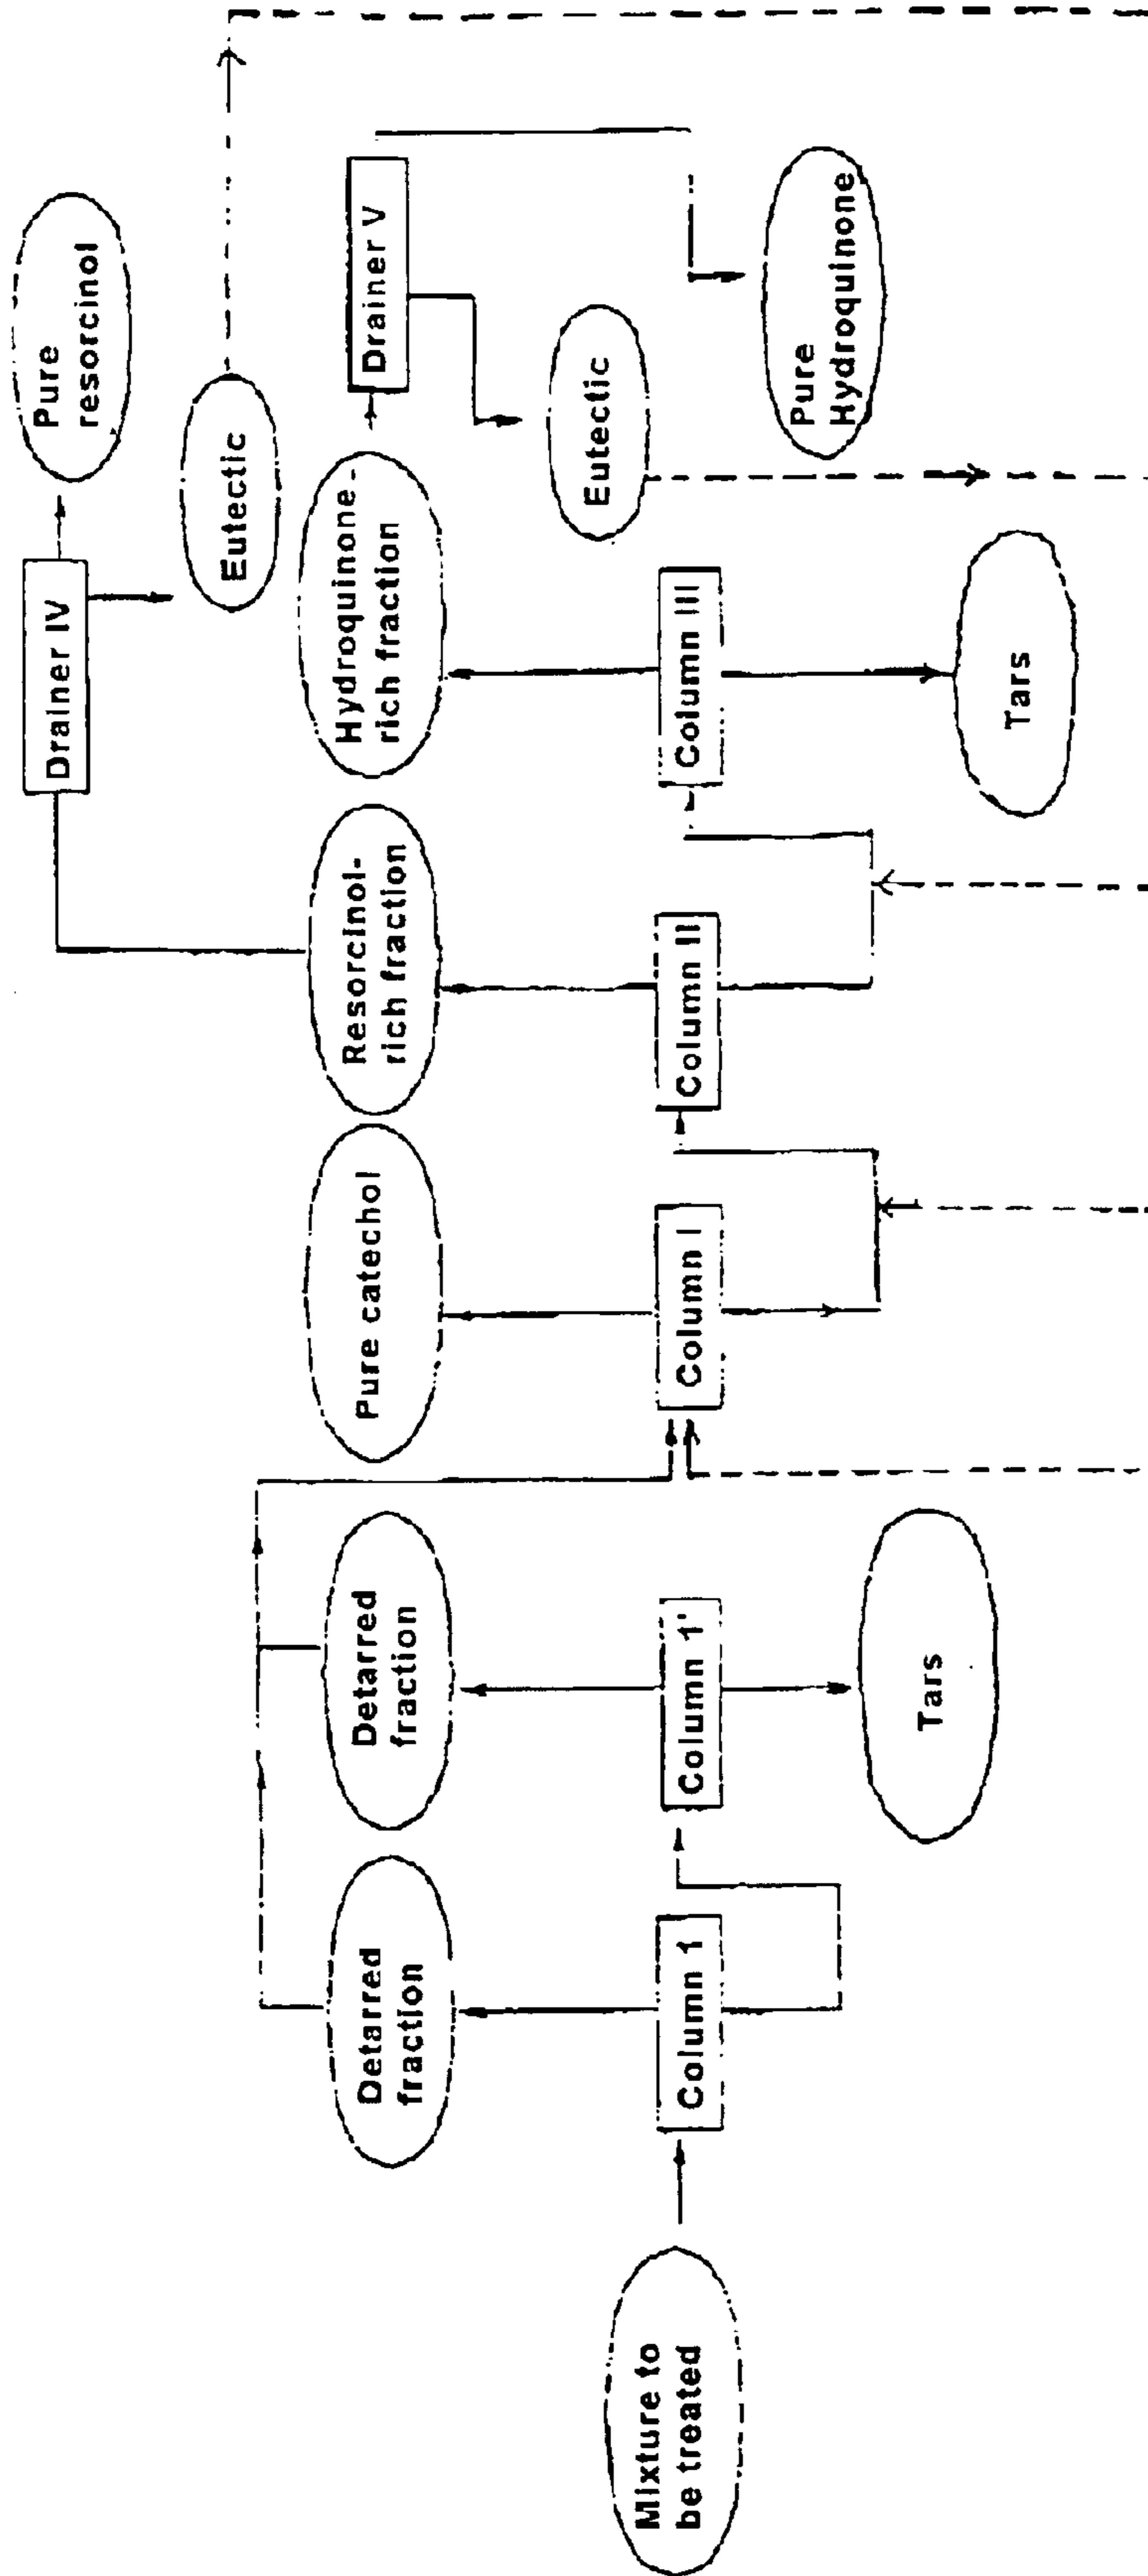 Mixture to
be treated
Column 1
Detarred
fraction
Column 1'
Detarred
fraction
Tars
Column I
Pure catechol
Column II
Resorcinol-
rich fraction
Column III
Hydroquinone-
rich fraction
Tars
Drainer IV
Pure
resorcinol
Eutectic
Drainer V
Eutectic
Pure
Hydroquinone